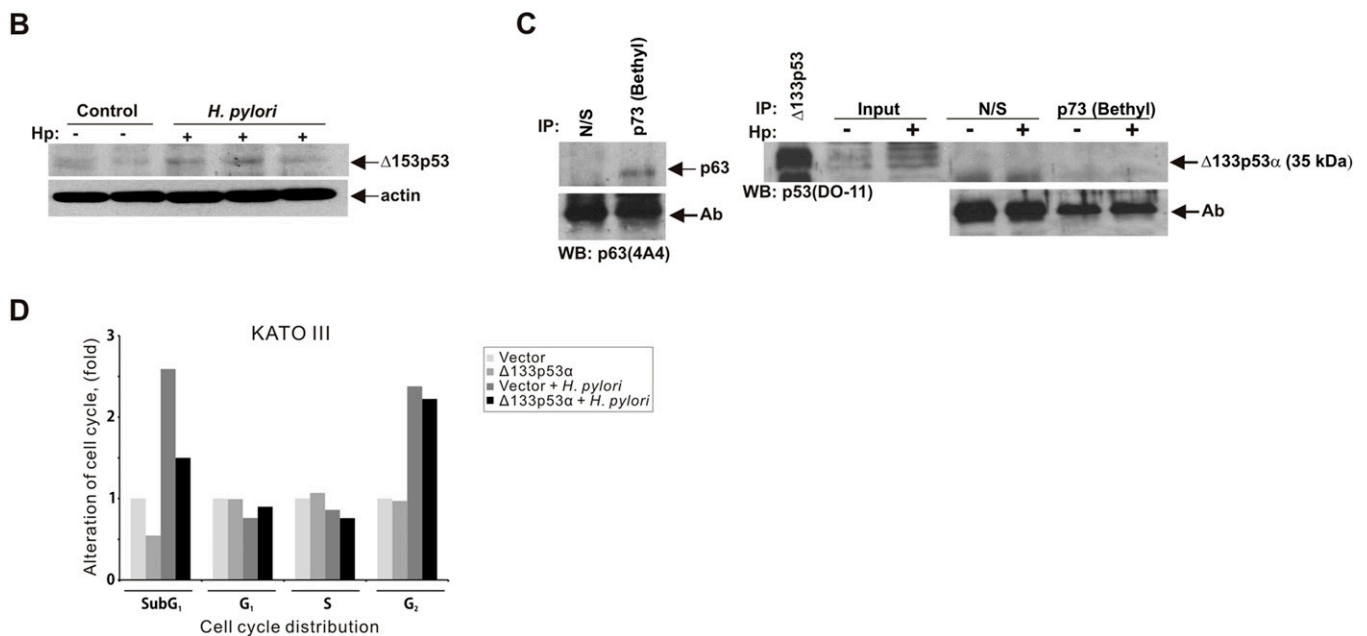 B
Control H. pylori
Hp: - - + + +
Δ153p53
actin
C
IP: N/S p73 (Bethyl)
p63
Ab
WB: p63(4A4)
IP: Δ133p53 Input N/S p73 (Bethyl)
Hp: - + - + - +
Δ133p53α (35 kDa)
WB: p53(DO-11)
Ab
D
KATO III
Alteration of cell cycle, (fold)
3
2
1
0
SubG₁ G₁ S G₂
Cell cycle distribution
Vector
Δ133p53α
Vector + H. pylori
Δ133p53α + H. pylori